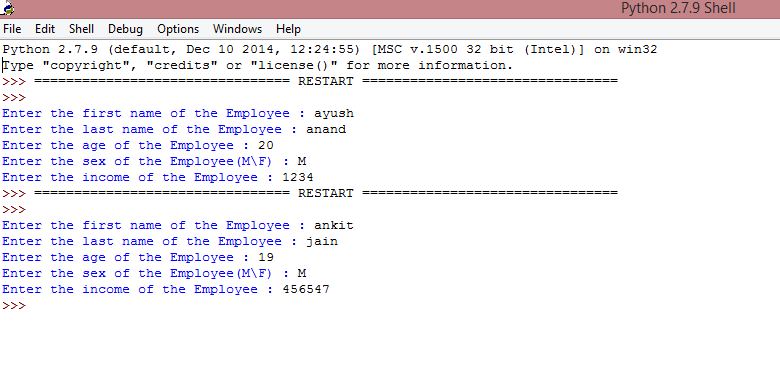 Python 2.7.9 Shell
File Edit Shell Debug Options Windows Help
Python 2.7.9 (default, Dec 10 2014, 12:24:55) [MSC v.1500 32 bit (Intel)] on win32
Type "copyright", "credits" or "license()" for more information.
>>> ================================ RESTART ================================
>>>
Enter the first name of the Employee : ayush
Enter the last name of the Employee : anand
Enter the age of the Employee : 20
Enter the sex of the Employee(M\F) : M
Enter the income of the Employee : 1234
>>> ================================ RESTART ================================
>>>
Enter the first name of the Employee : ankit
Enter the last name of the Employee : jain
Enter the age of the Employee : 19
Enter the sex of the Employee(M\F) : M
Enter the income of the Employee : 456547
>>>